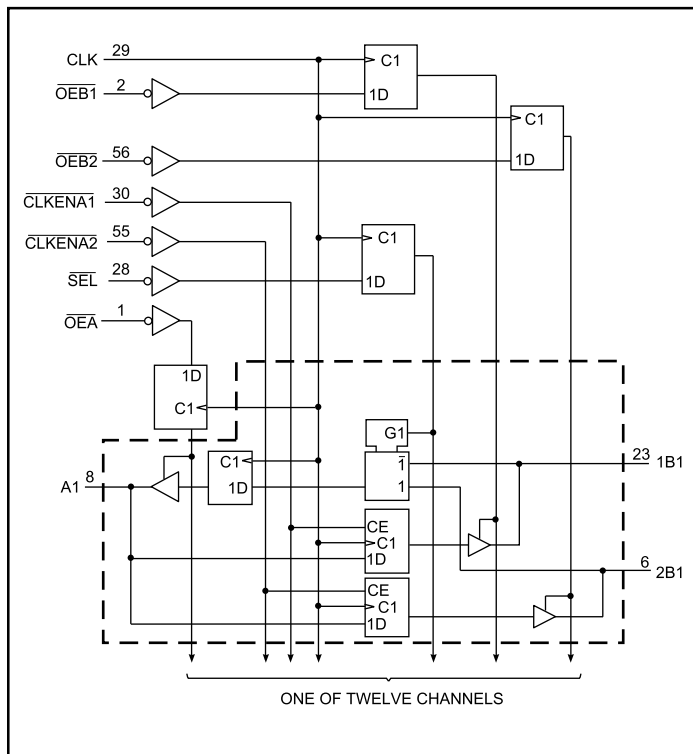 CLK 29
OEB1 2
C1
1D
C1
OEB2 56
1D
CLKENA1 30
CLKENA2 55
C1
SEL 28
1D
OEA 1
1D
C1
G1
C1
1
23 1B1
A1 8
1D
1
CE
C1
1D
6 2B1
CE
C1
1D
ONE OF TWELVE CHANNELS